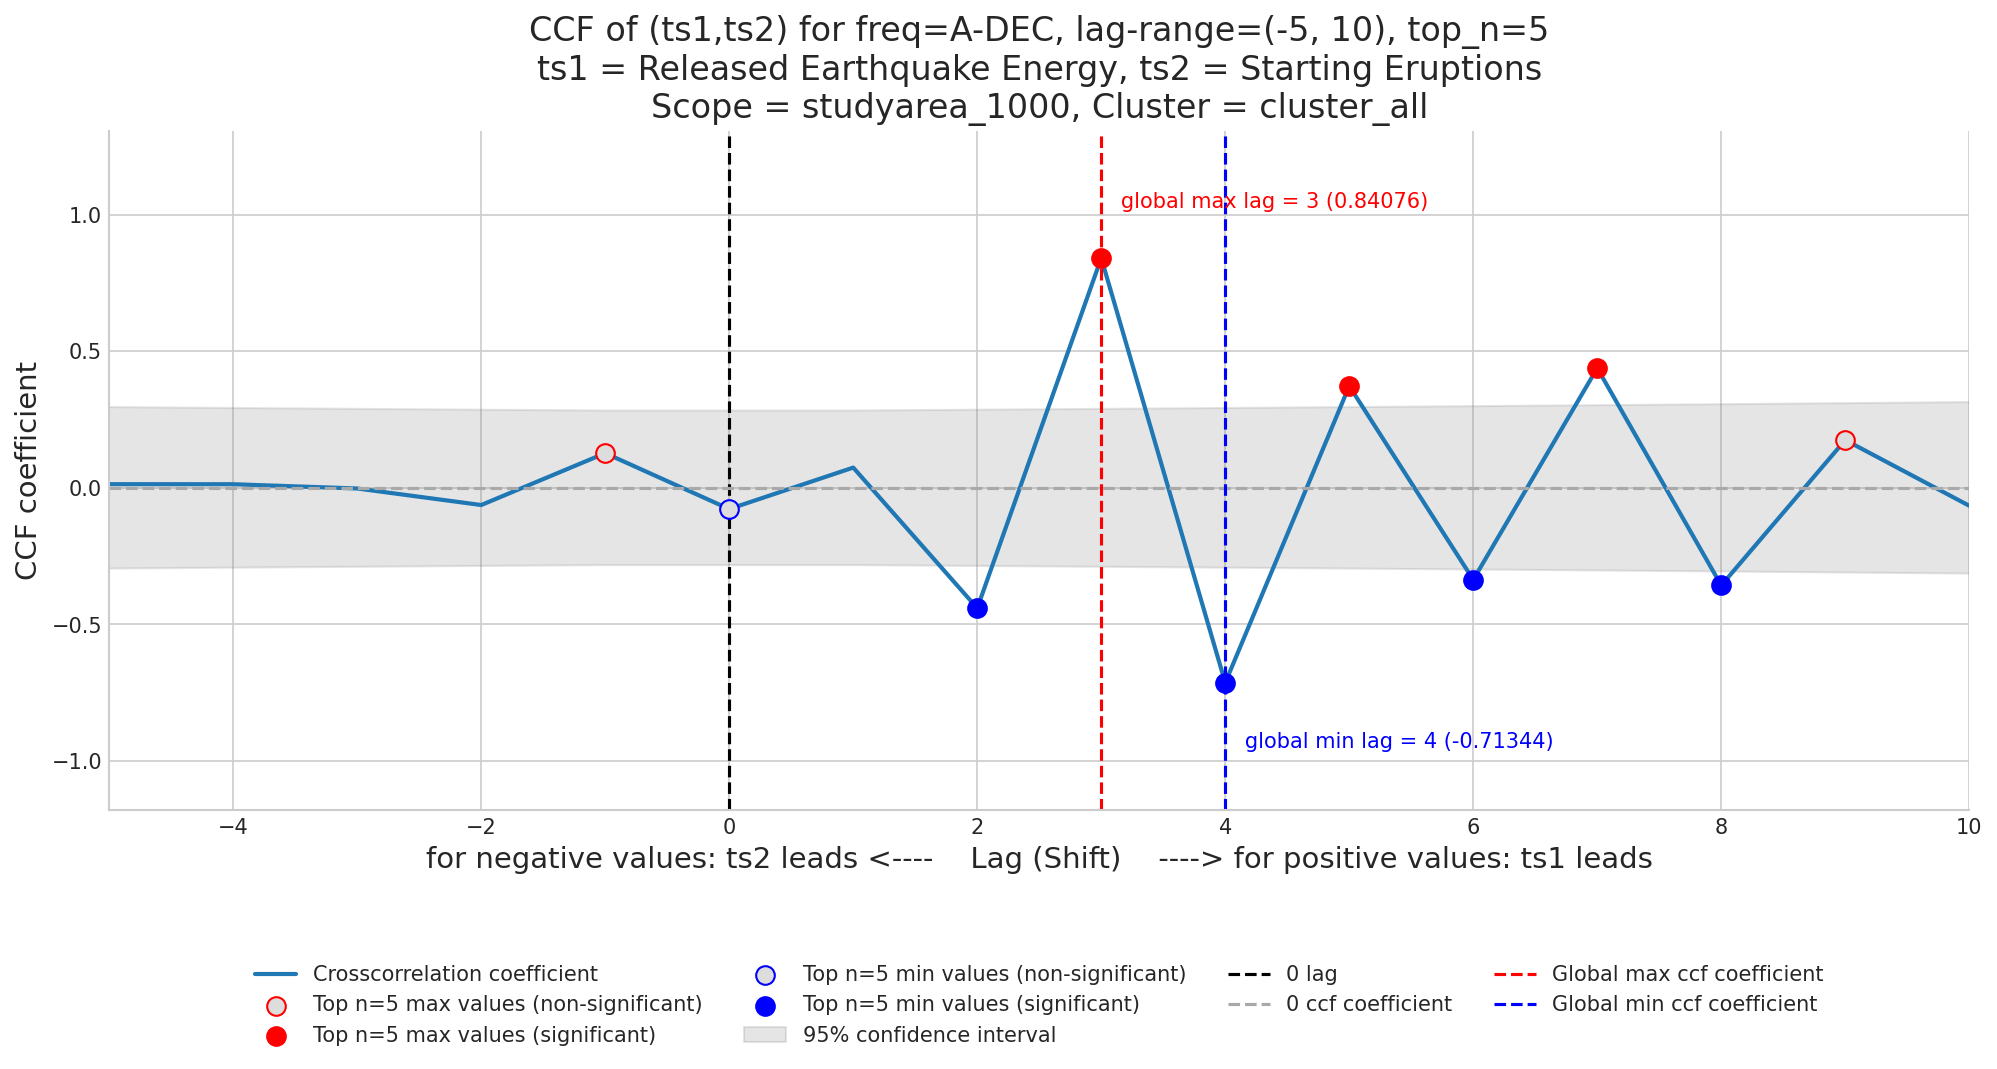 CCF of (ts1,ts2) for freq=A-DEC, lag-range=(-5, 10), top_n=5
ts1 = Released Earthquake Energy, ts2 = Starting Eruptions
Scope = studyarea_1000, Cluster = cluster_all
CCF coefficient
1.0
0.5
0.0
−0.5
−1.0
global max lag = 3 (0.84076)
global min lag = 4 (-0.71344)
−4
−2
0
2
4
6
8
10
for negative values: ts2 leads <---- Lag (Shift) ----> for positive values: ts1 leads
Crosscorrelation coefficient
Top n=5 max values (non-significant)
Top n=5 max values (significant)
Top n=5 min values (non-significant)
Top n=5 min values (significant)
95% confidence interval
0 lag
0 ccf coefficient
Global max ccf coefficient
Global min ccf coefficient